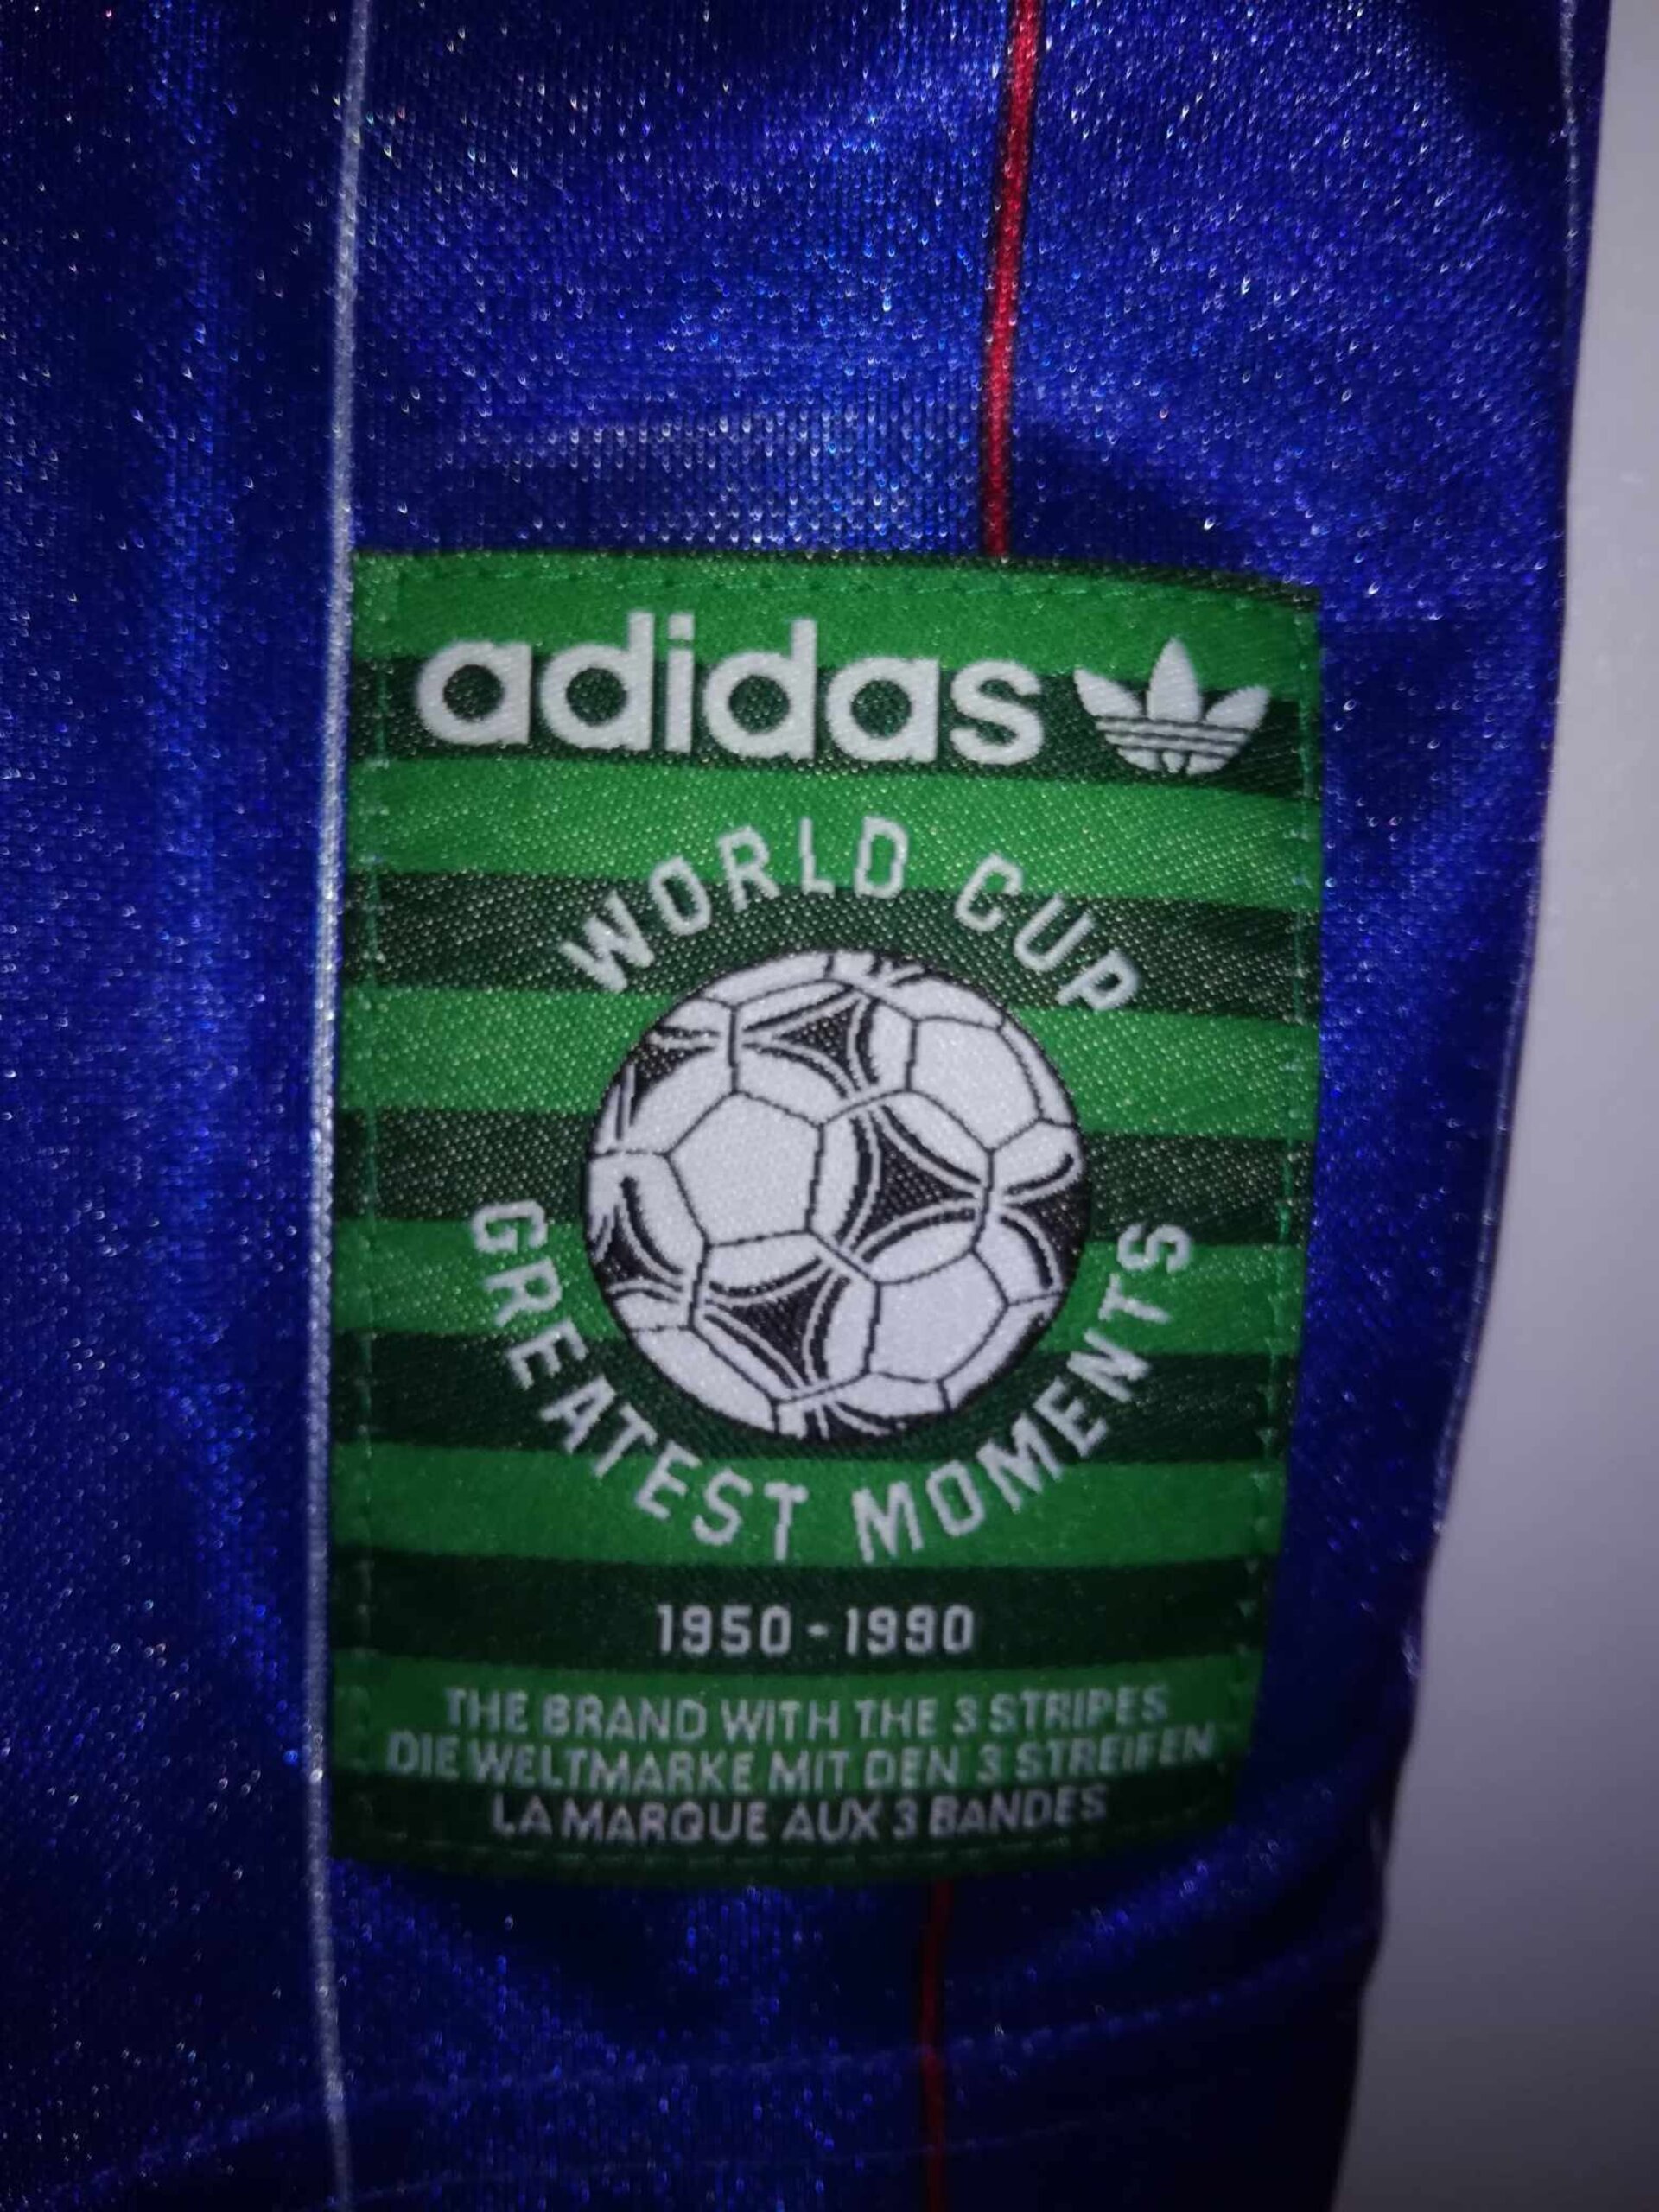 adidas
WORLD CUP
GREATEST MOMENTS
1950-1990
THE BRAND WITH THE 3 STRIPES
DIE WELTMARKE MIT DEN 3 STREIFEN
LA MARQUE AUX 3 BANDES